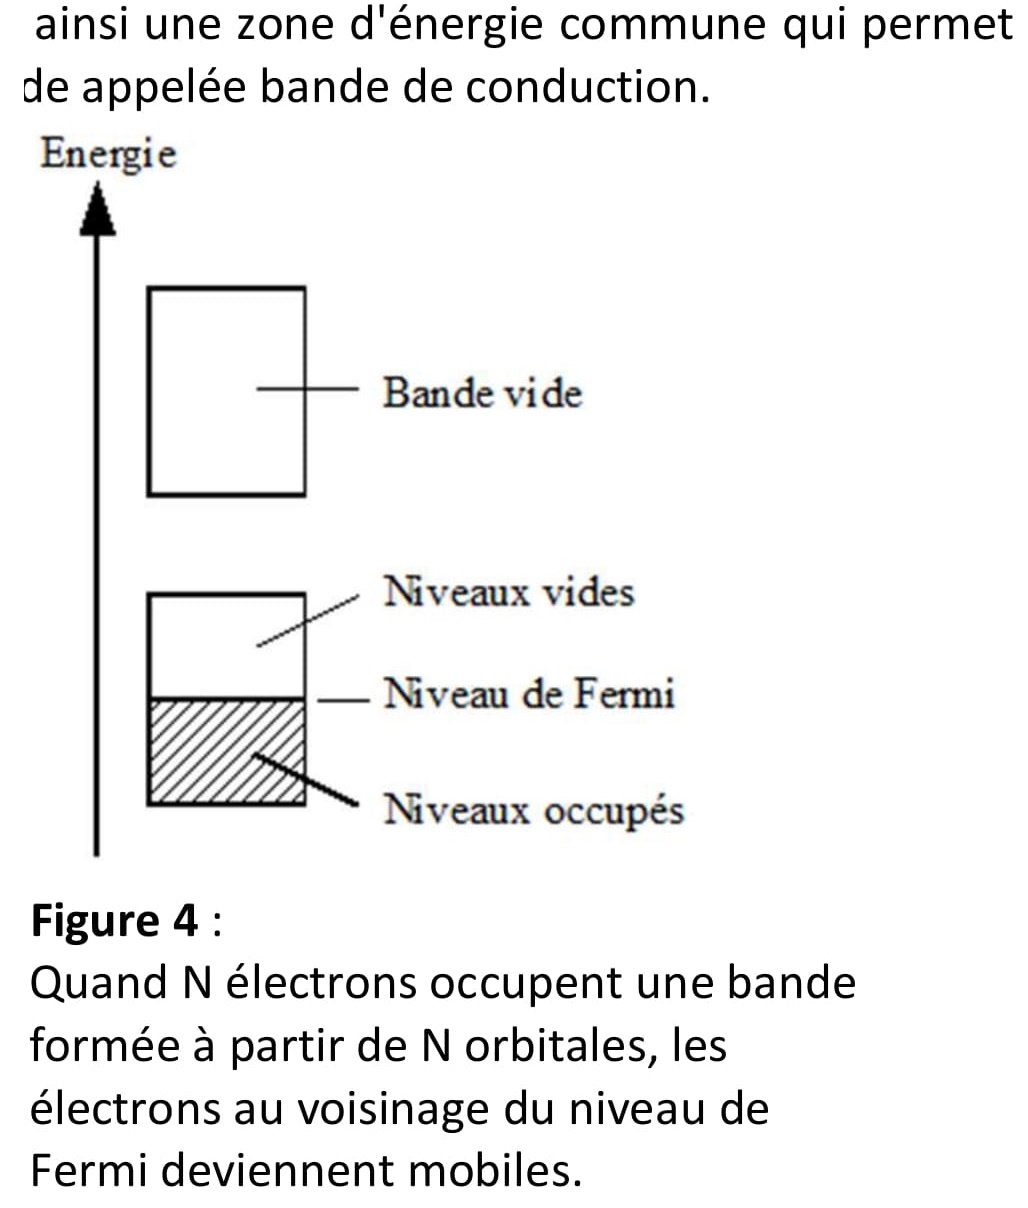 ainsi une zone d'énergie commune qui permet
de appelée bande de conduction.
Energie
Bande vide
Niveaux vides
Niveau de Fermi
Niveaux occupés
Figure 4 :
Quand N électrons occupent une bande
formée à partir de N orbitales, les
électrons au voisinage du niveau de
Fermi deviennent mobiles.